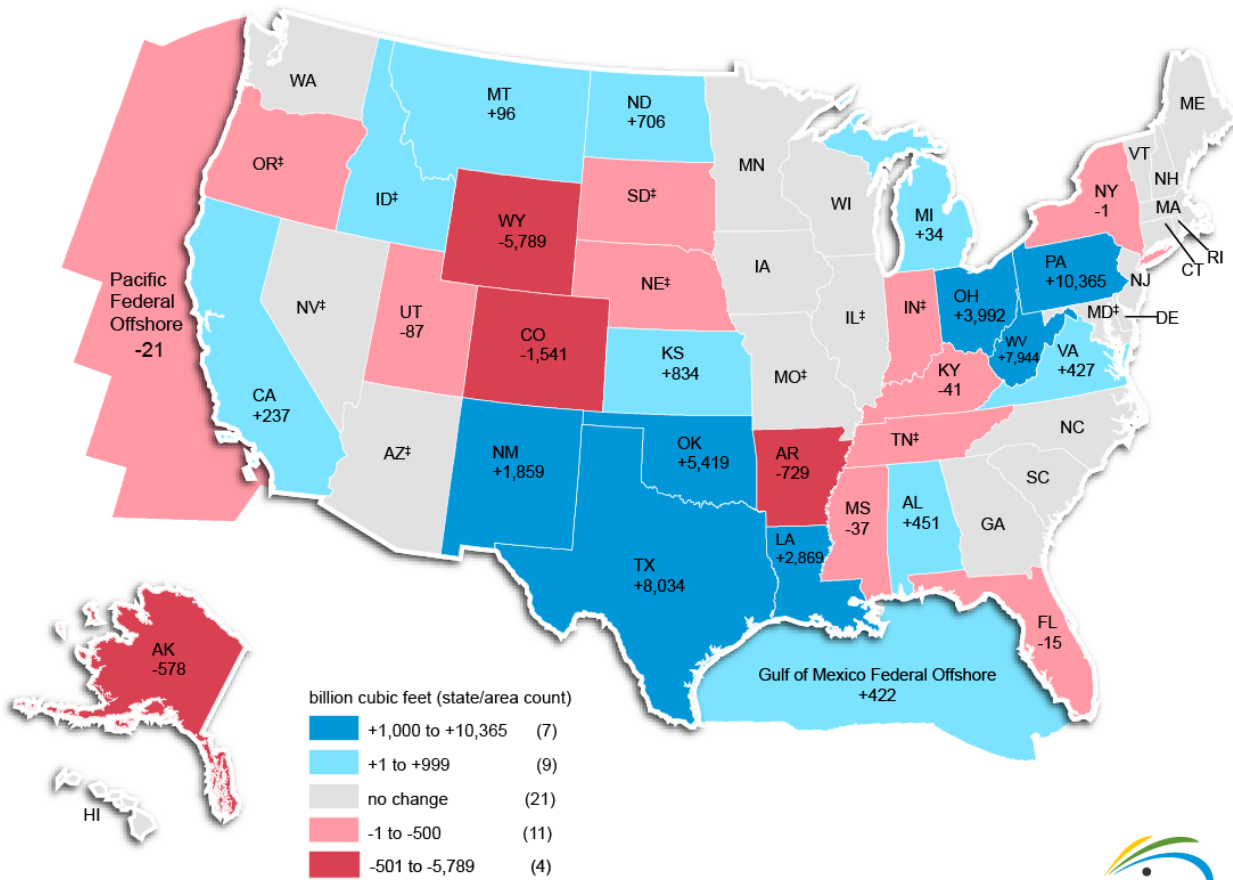 WA
MT
+96
ND
+706
MN
ME
VT
NH
OR‡
ID‡
WY
-5,789
SD‡
WI
MI
+34
NY
-1
MA
RI
CT
Pacific
Federal
Offshore
-21
NV‡
UT
-87
CO
-1,541
NE‡
IA
IL‡
IN‡
OH
+3,992
PA
+10,365
NJ
MD‡
DE
WV
+7,944
VA
+427
CA
+237
KS
+834
MO‡
KY
-41
AZ‡
NM
+1,859
OK
+5,419
AR
-729
TN‡
NC
SC
MS
-37
AL
+451
GA
TX
+8,034
LA
+2,869
FL
-15
Gulf of Mexico Federal Offshore
+422
AK
-578
HI
billion cubic feet (state/area count)
+1,000 to +10,365 (7)
+1 to +999 (9)
no change (21)
-1 to -500 (11)
-501 to -5,789 (4)